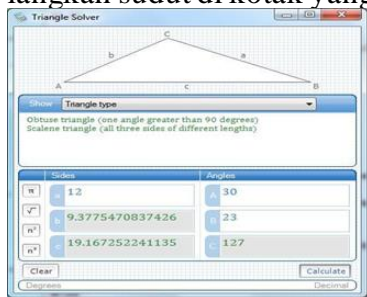 langkan sudut di kotak yang
Triangle Solver
C
b a
A c B
Show Triangle type
Obtuse triangle (one angle greater than 90 degrees)
Scalene triangle (all three sides of different lengths)
Sides Angles
π a 12 A 30
√ b 9.3775470837426 B 23
n² c 19.167252241135 C 127
Clear Calculate
Degrees Decimal